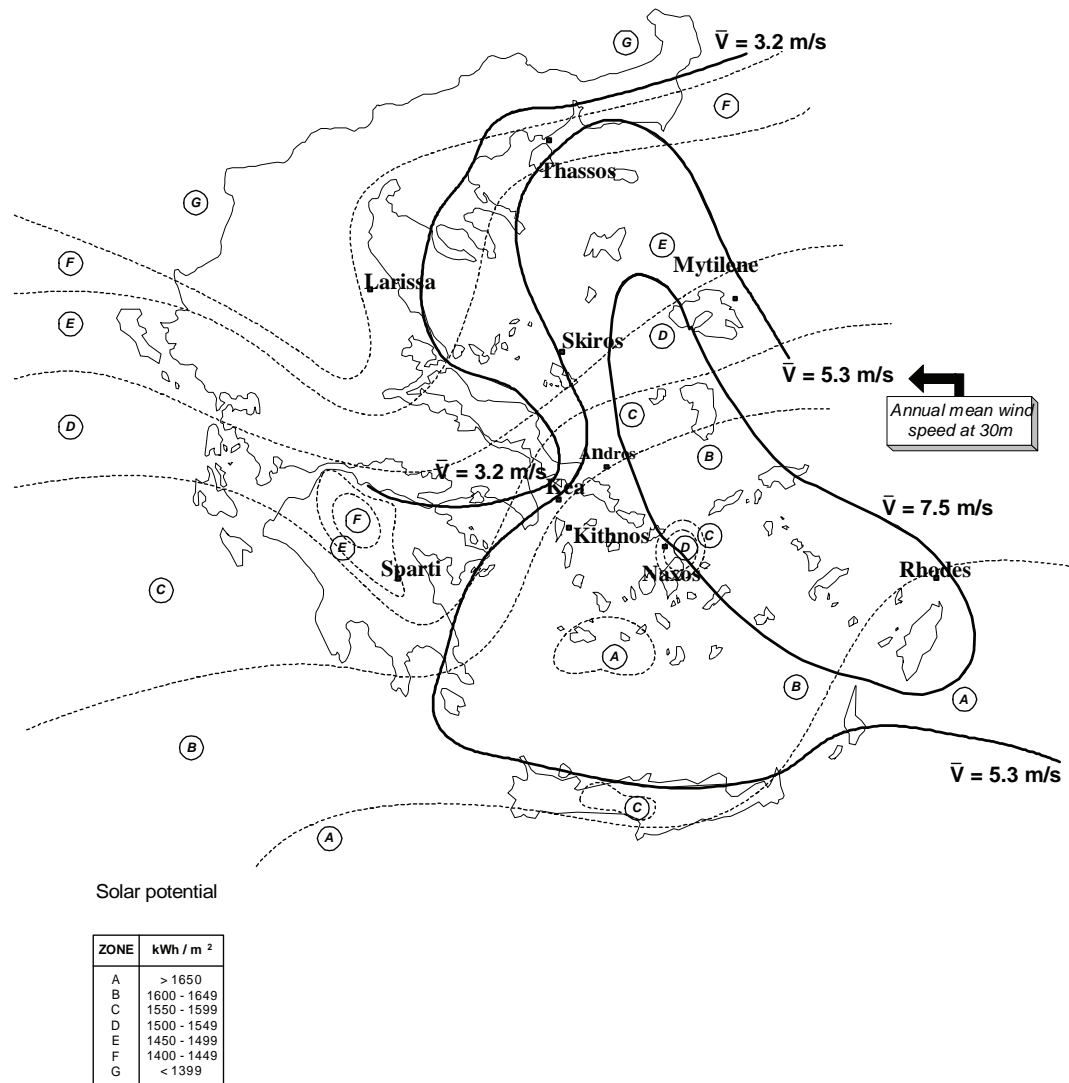 G
V̅ = 3.2 m/s
F
Thassos
G
E
F
Mytilene
Larissa
E
D
Skiros
V̅ = 5.3 m/s
Annual mean wind
speed at 30m
C
D
Andros
B
V̅ = 3.2 m/s
Kea
V̅ = 7.5 m/s
F
Kithnos
C
E
D
Sparti
Naxos
Rhodes
C
A
B
A
B
V̅ = 5.3 m/s
C
A
Solar potential
ZONE kWh / m ²
A > 1650
B 1600 - 1649
C 1550 - 1599
D 1500 - 1549
E 1450 - 1499
F 1400 - 1449
G < 1399